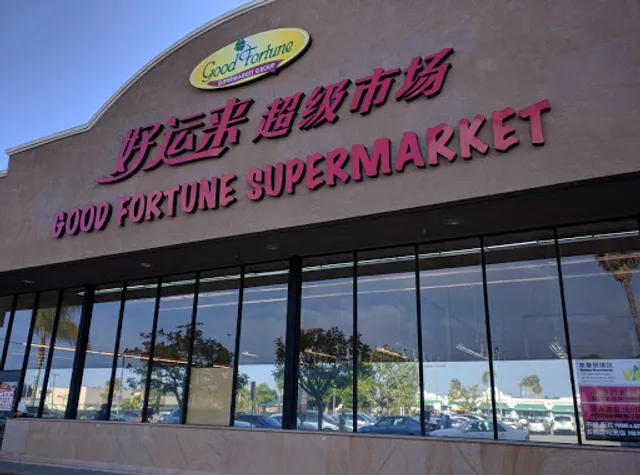 Good Fortune
SUPERMARKET GROUP
好运来 超级市场
GOOD FORTUNE SUPERMARKET